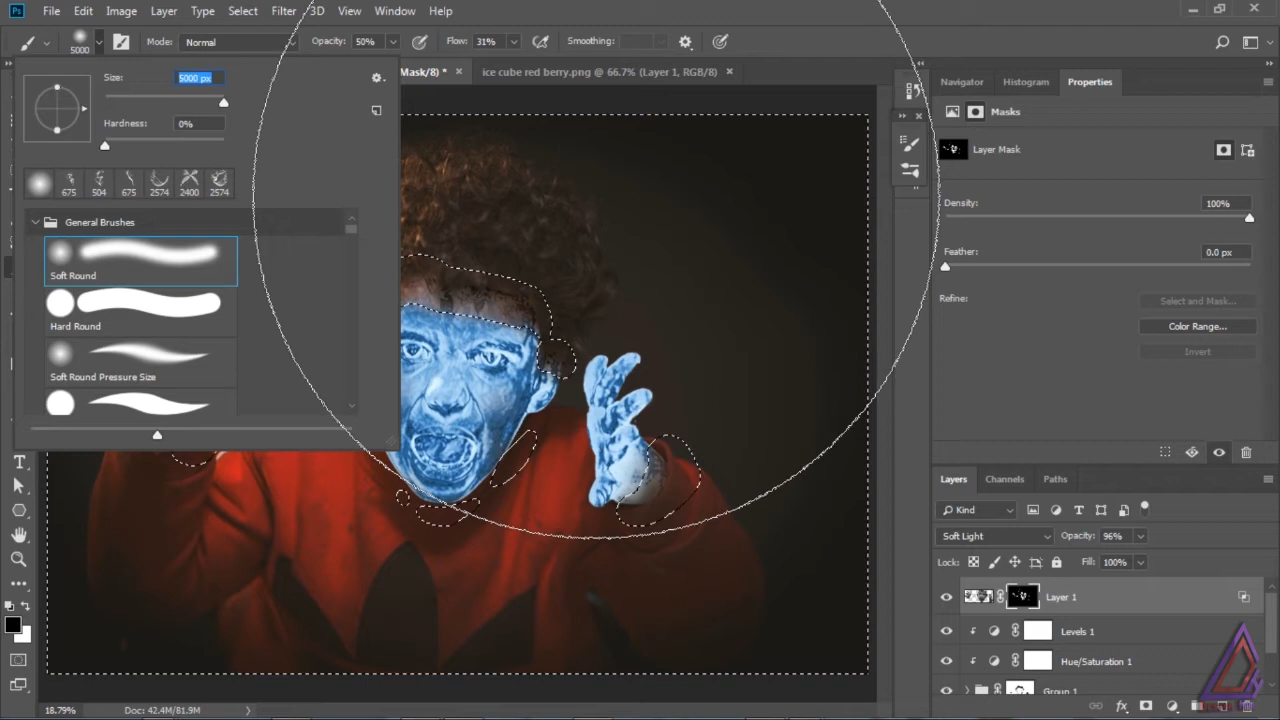 Ps File Edit Image Layer Type Select Filter 3D View Window Help
5000 Mode: Normal Opacity: 50% Flow: 31% Smoothing:
Size: 5000 px
Hardness: 0%
675 504 675 2574 2400 2574
General Brushes
Soft Round
Hard Round
Soft Round Pressure Size
Mask/8) * × ice cube red berry.png @ 66.7% (Layer 1, RGB/8) ×
Navigator Histogram Properties
Masks
Layer Mask
Density: 100%
Feather: 0.0 px
Refine: Select and Mask...
Color Range...
Invert
Layers Channels Paths
Kind
Soft Light Opacity: 96%
Lock: Fill: 100%
Layer 1
Levels 1
Hue/Saturation 1
Group 1
18.79% Doc: 42.4M/81.9M